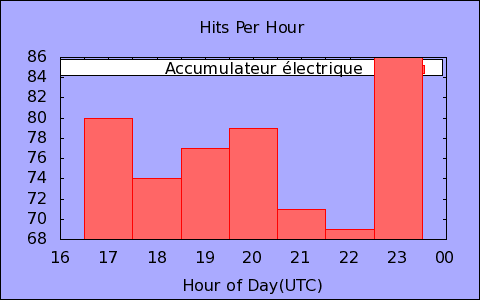 Hits Per Hour
86
Accumulateur électrique
84
82
80
78
76
74
72
70
68
16 17 18 19 20 21 22 23 00
Hour of Day(UTC)